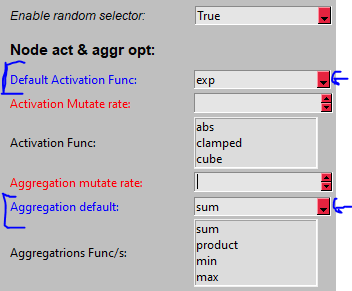 Enable random selector: True
Node act & aggr opt:
Default Activation Func: exp
Activation Mutate rate:
Activation Func: abs
clamped
cube
Aggregation mutate rate:
Aggregation default: sum
Aggregatrions Func/s: sum
product
min
max